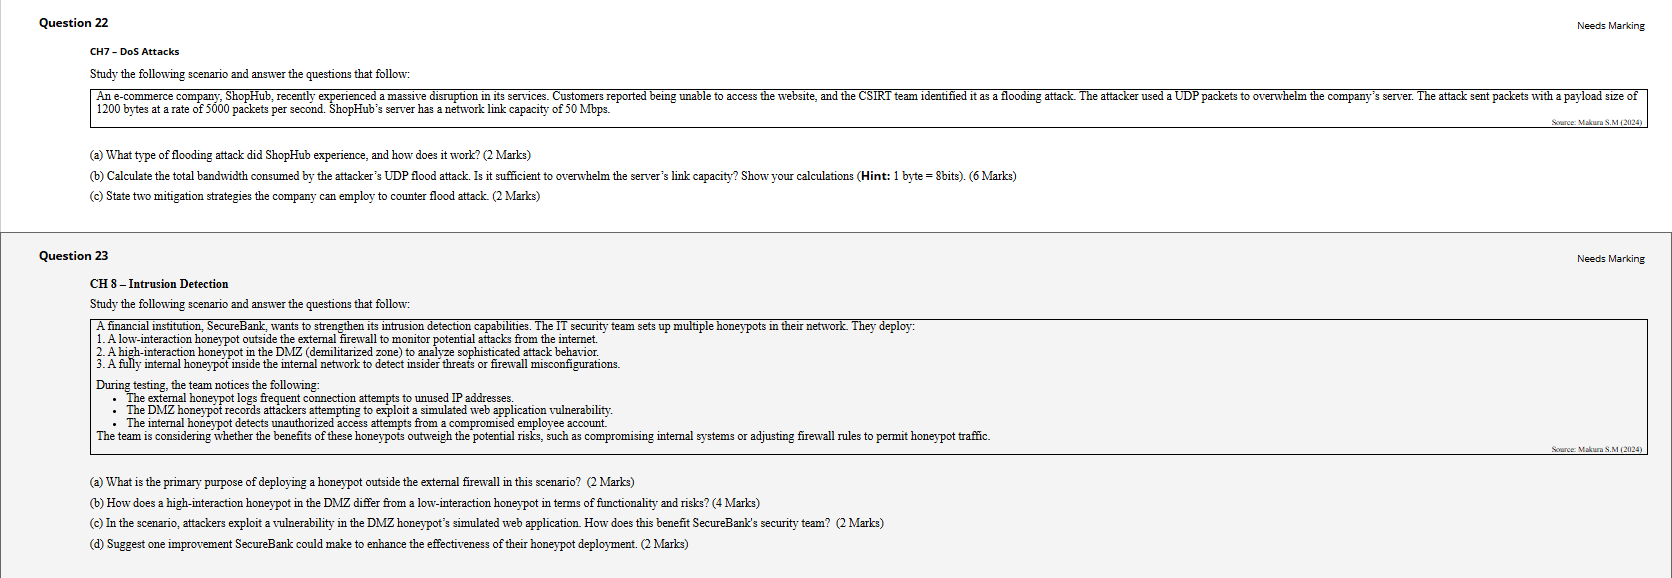 Question 22
Needs Marking
CH7 – DoS Attacks
Study the following scenario and answer the questions that follow:
An e-commerce company, ShopHub, recently experienced a massive disruption in its services. Customers reported being unable to access the website, and the CSIRT team identified it as a flooding attack. The attacker used a UDP packets to overwhelm the company's server. The attack sent packets with a payload size of
1200 bytes at a rate of 5000 packets per second. ShopHub's server has a network link capacity of 50 Mbps.
Source: Makura S.M (2024)
(a) What type of flooding attack did ShopHub experience, and how does it work? (2 Marks)
(b) Calculate the total bandwidth consumed by the attacker's UDP flood attack. Is it sufficient to overwhelm the server's link capacity? Show your calculations (Hint: 1 byte = 8bits). (6 Marks)
(c) State two mitigation strategies the company can employ to counter flood attack. (2 Marks)
Question 23
Needs Marking
CH 8 – Intrusion Detection
Study the following scenario and answer the questions that follow:
A financial institution, SecureBank, wants to strengthen its intrusion detection capabilities. The IT security team sets up multiple honeypots in their network. They deploy:
1. A low-interaction honeypot outside the external firewall to monitor potential attacks from the internet.
2. A high-interaction honeypot in the DMZ (demilitarized zone) to analyze sophisticated attack behavior.
3. A fully internal honeypot inside the internal network to detect insider threats or firewall misconfigurations.
During testing, the team notices the following:
• The external honeypot logs frequent connection attempts to unused IP addresses.
• The DMZ honeypot records attackers attempting to exploit a simulated web application vulnerability.
• The internal honeypot detects unauthorized access attempts from a compromised employee account.
The team is considering whether the benefits of these honeypots outweigh the potential risks, such as compromising internal systems or adjusting firewall rules to permit honeypot traffic.
Source: Makura S.M (2024)
(a) What is the primary purpose of deploying a honeypot outside the external firewall in this scenario? (2 Marks)
(b) How does a high-interaction honeypot in the DMZ differ from a low-interaction honeypot in terms of functionality and risks? (4 Marks)
(c) In the scenario, attackers exploit a vulnerability in the DMZ honeypot's simulated web application. How does this benefit SecureBank's security team? (2 Marks)
(d) Suggest one improvement SecureBank could make to enhance the effectiveness of their honeypot deployment. (2 Marks)